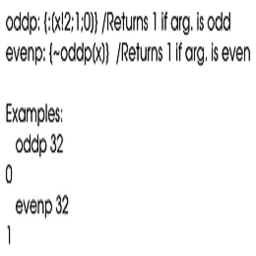 oddp: {:(x!2;1;0)} /Returns 1 if arg. is odd
evenp: {~oddp(x)} /Returns 1 if arg. is even
Examples:
oddp 32
0
evenp 32
1